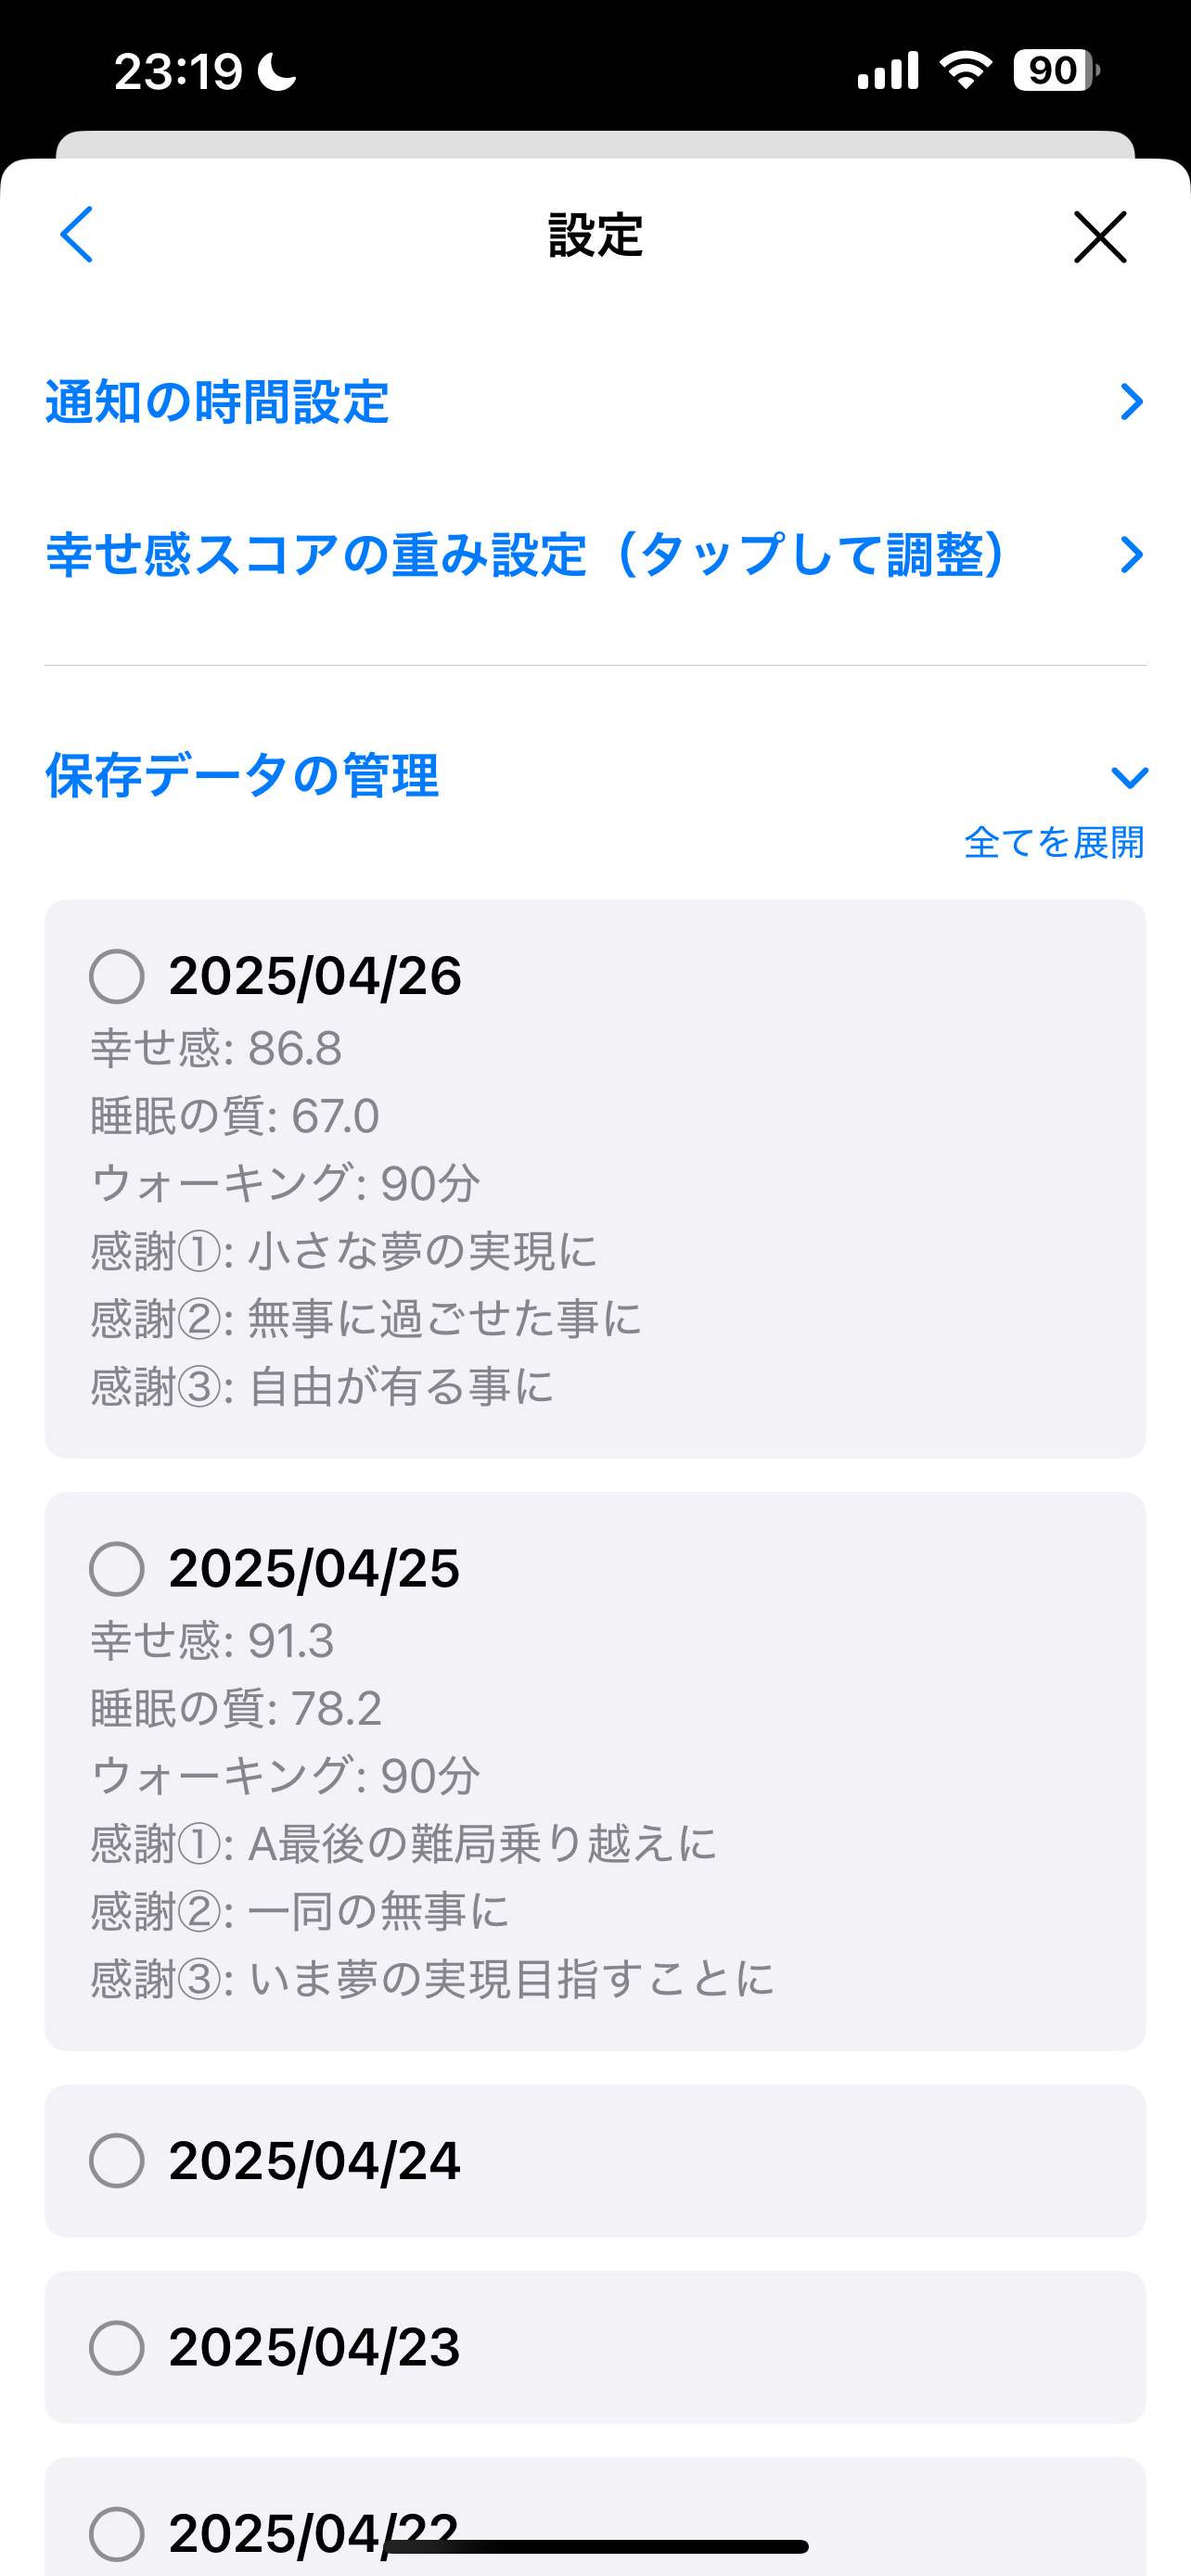 23:19
90
設定
通知の時間設定
幸せ感スコアの重み設定（タップして調整）
保存データの管理
全てを展開
2025/04/26
幸せ感: 86.8
睡眠の質: 67.0
ウォーキング: 90分
感謝①: 小さな夢の実現に
感謝②: 無事に過ごせた事に
感謝③: 自由が有る事に
2025/04/25
幸せ感: 91.3
睡眠の質: 78.2
ウォーキング: 90分
感謝①: A最後の難局乗り越えに
感謝②: 一同の無事に
感謝③: いま夢の実現目指すことに
2025/04/24
2025/04/23
2025/04/22